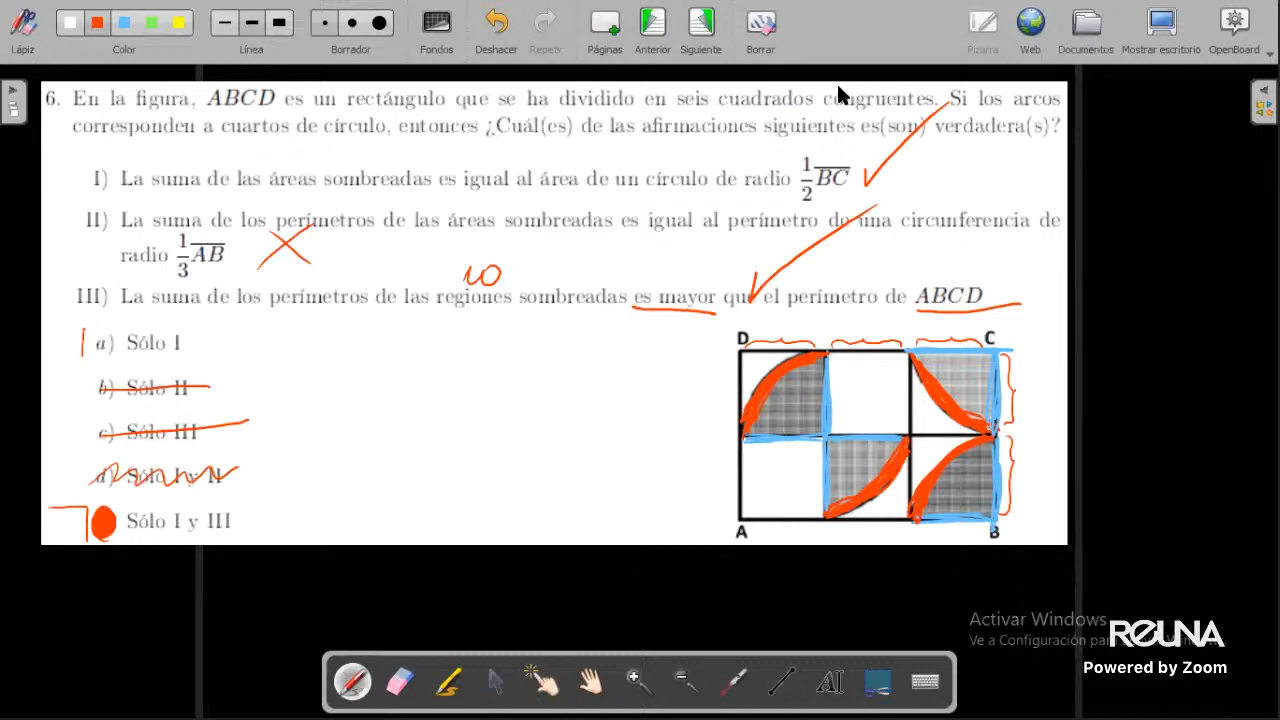 Lápiz Color Línea Borrador Fondos Deshacer Repetir Páginas Anterior Siguiente Borrar Pizarra Web Documentos Mostrar escritorio OpenBoard
6. En la figura, ABCD es un rectángulo que se ha dividido en seis cuadrados congruentes. Si los arcos
corresponden a cuartos de círculo, entonces ¿Cuál(es) de las afirmaciones siguientes es(son) verdadera(s)?
I) La suma de las áreas sombreadas es igual al área de un círculo de radio 1/2 BC
II) La suma de los perímetros de las áreas sombreadas es igual al perímetro de una circunferencia de
radio 1/3 AB
10
III) La suma de los perímetros de las regiones sombreadas es mayor que el perímetro de ABCD
a) Sólo I
b) Sólo II
c) Sólo III
d) Sólo I y II
Sólo I y III
D C
A B
Activar Windows
Ve a Configuración para
REUNA
Powered by Zoom
AI